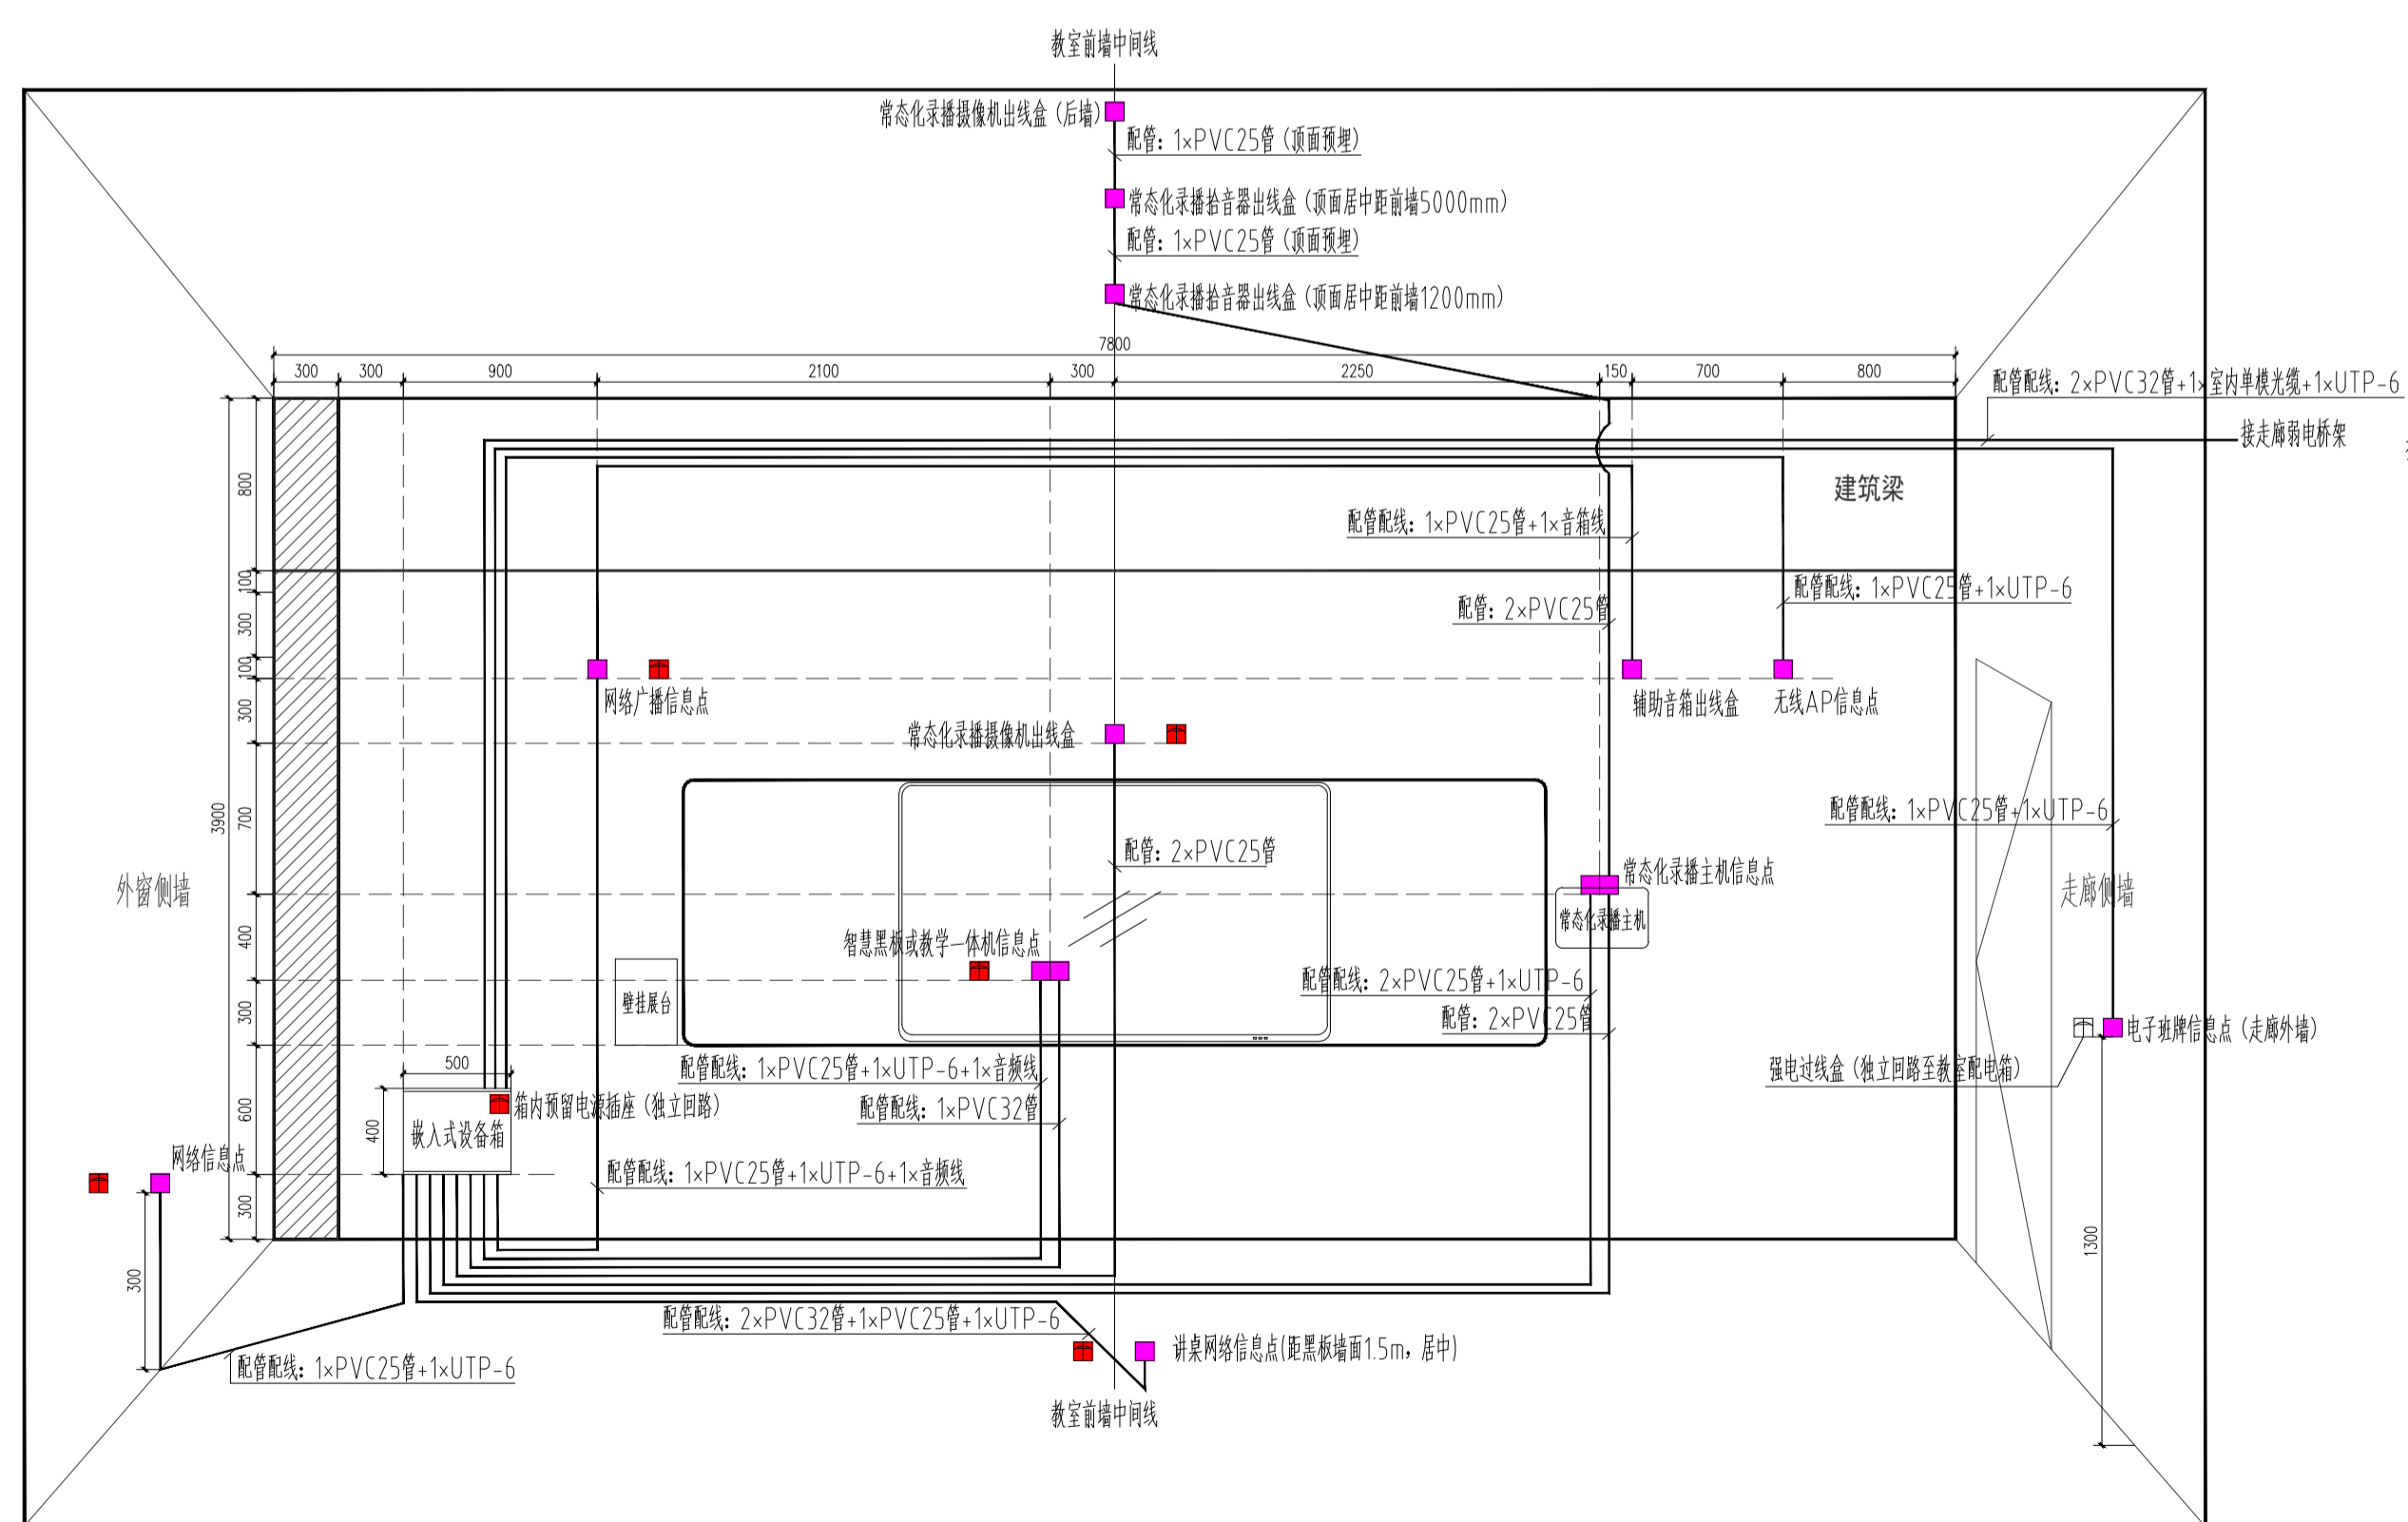 教室前墙中间线
常态化录播摄像机出线盒（后墙）
配管：1×PVC25管（顶面预埋）
常态化录播拾音器出线盒（顶面居中距前墙5000mm）
配管：1×PVC25管（顶面预埋）
常态化录播拾音器出线盒（顶面居中距前墙1200mm）
7800
300 300 900 2100 300 2250 150 700 800
配管配线：2×PVC32管+1×室内单模光缆+1×UTP-6
接走廊弱电桥架
建筑梁
800
配管配线：1×PVC25管+1×音箱线
100
配管配线：1×PVC25管+1×UTP-6
配管：2×PVC25管
300
100
网络广播信息点
辅助音箱出线盒
无线AP信息点
300
常态化录播摄像机出线盒
3900
700
配管配线：1×PVC25管+1×UTP-6
配管：2×PVC25管
常态化录播主机信息点
外窗侧墙
走廊侧墙
常态化录播主机
400
智慧黑板或教学一体机信息点
配管配线：2×PVC25管+1×UTP-6
壁挂展台
300
配管：2×PVC25管
电子班牌信息点（走廊外墙）
500
配管配线：1×PVC25管+1×UTP-6+1×音频线
强电过线盒（独立回路至教室配电箱）
600
箱内预留电源插座（独立回路）
配管配线：1×PVC32管
400
嵌入式设备箱
网络信息点
配管配线：1×PVC25管+1×UTP-6+1×音频线
300
1300
300
配管配线：2×PVC32管+1×PVC25管+1×UTP-6
讲桌网络信息点(距黑板墙面1.5m，居中)
配管配线：1×PVC25管+1×UTP-6
教室前墙中间线